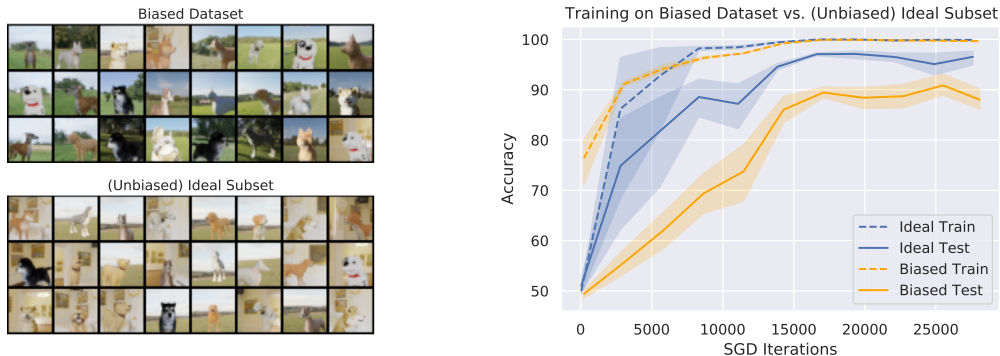 Biased Dataset
(Unbiased) Ideal Subset
Training on Biased Dataset vs. (Unbiased) Ideal Subset
Accuracy
100
90
80
70
60
50
0 5000 10000 15000 20000 25000
SGD Iterations
Ideal Train
Ideal Test
Biased Train
Biased Test